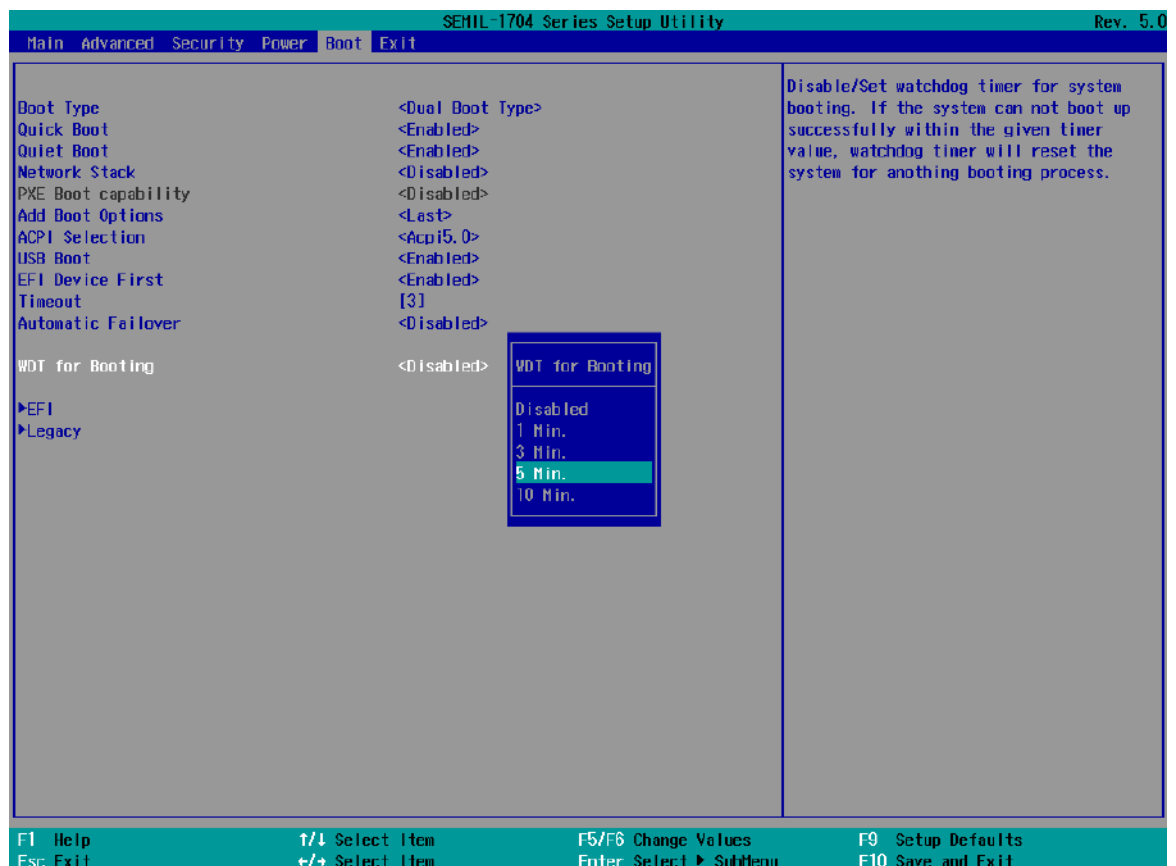 SEMIL-1704 Series Setup Utility Rev. 5.0
Main Advanced Security Power Boot Exit
Boot Type <Dual Boot Type>
Quick Boot <Enabled>
Quiet Boot <Enabled>
Network Stack <Disabled>
PXE Boot capability <Disabled>
Add Boot Options <Last>
ACPI Selection <Acpi5.0>
USB Boot <Enabled>
EFI Device First <Enabled>
Timeout [3]
Automatic Failover <Disabled>
WDT for Booting <Disabled>
▶EFI
▶Legacy
WDT for Booting
Disabled
1 Min.
3 Min.
5 Min.
10 Min.
Disable/Set watchdog timer for system
booting. If the system can not boot up
successfully within the given timer
value, watchdog timer will reset the
system for anothing booting process.
F1 Help ↑/↓ Select Item F5/F6 Change Values F9 Setup Defaults
Esc Exit ←/→ Select Item Enter Select ▶ SubMenu F10 Save and Exit